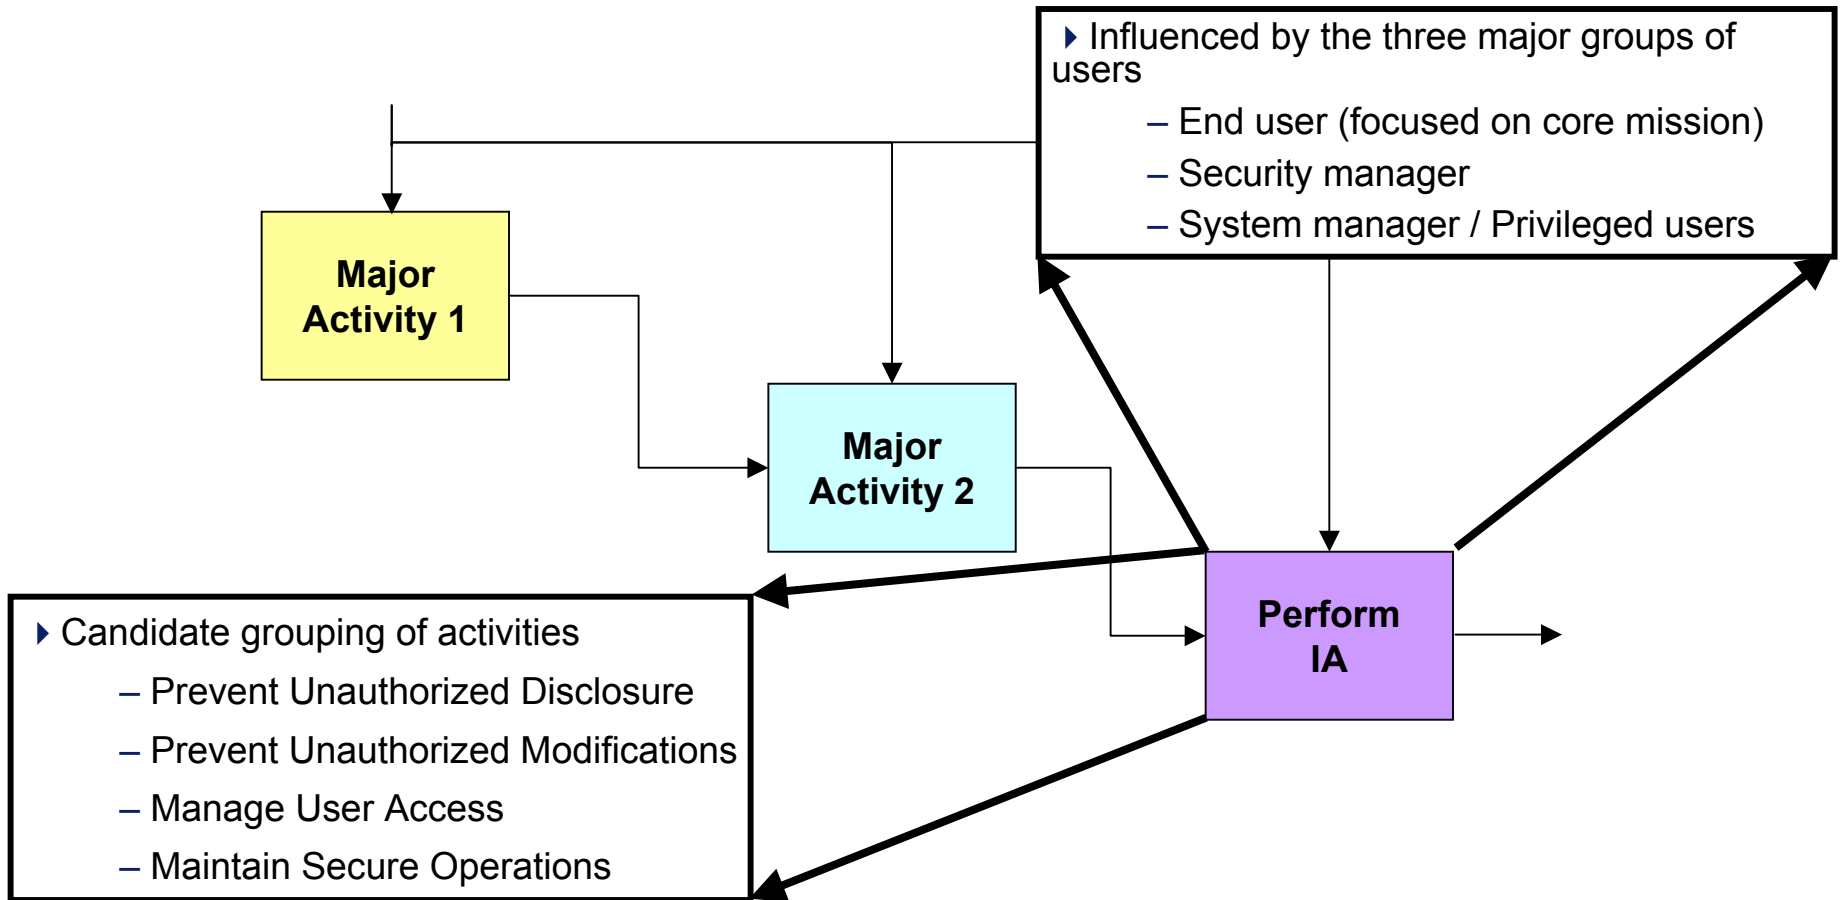 Influenced by the three major groups of
users
– End user (focused on core mission)
– Security manager
– System manager / Privileged users
Major
Activity 1
Major
Activity 2
Perform
IA
Candidate grouping of activities
– Prevent Unauthorized Disclosure
– Prevent Unauthorized Modifications
– Manage User Access
– Maintain Secure Operations